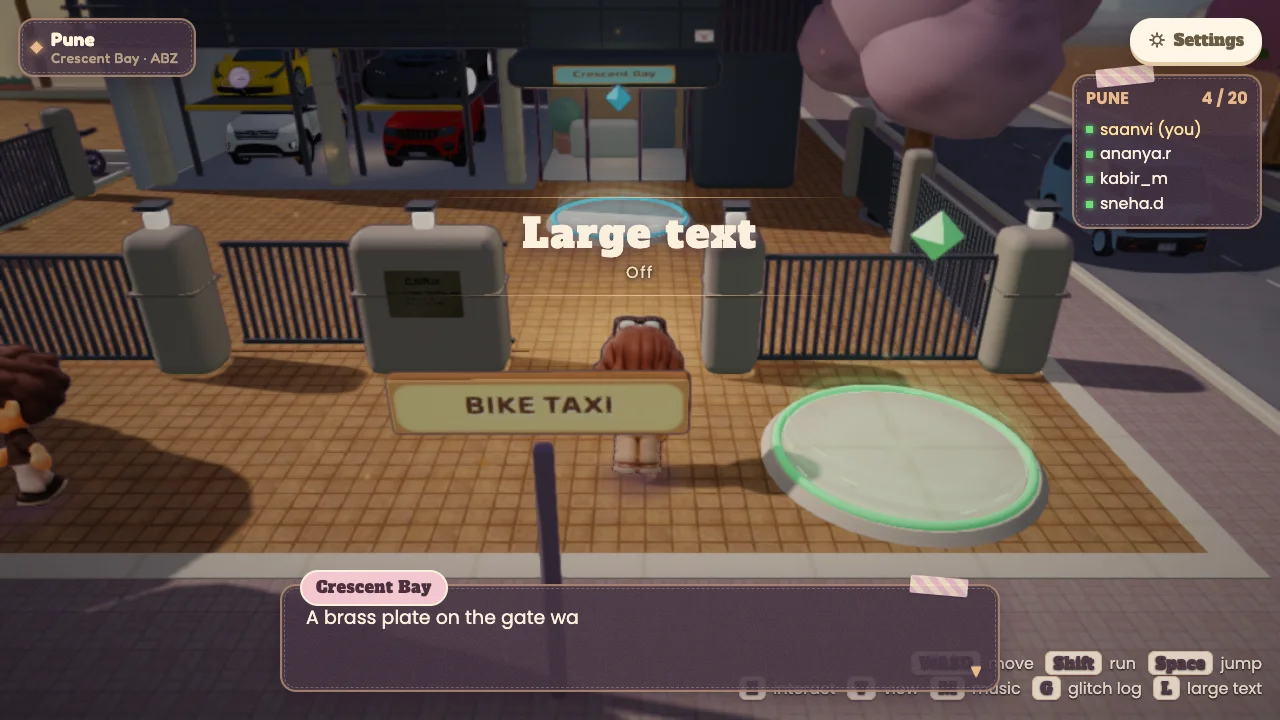 Pune
Crescent Bay · ABZ
Settings
PUNE 4 / 20
saanvi (you)
ananya.r
kabir_m
sneha.d
Crescent Bay
Large text
Off
BIKE TAXI
Crescent Bay
A brass plate on the gate wa
move Shift run Space jump
interact view music G glitch log L large text